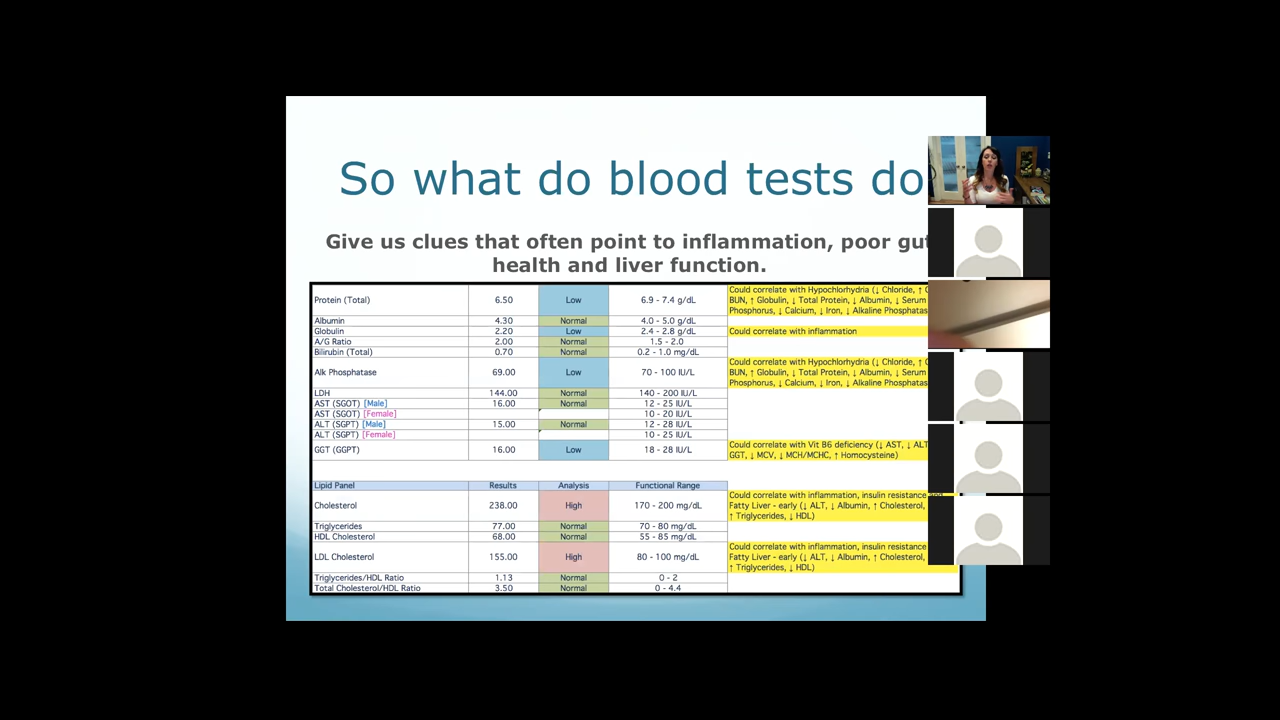 So what do blood tests do
Give us clues that often point to inflammation, poor gut
health and liver function.
Protein (Total) 6.50 Low 6.9 - 7.4 g/dL Could correlate with Hypochlorhydria (↓ Chloride, ↑
BUN, ↑ Globulin, ↓ Total Protein, ↓ Albumin, ↓ Serum
Phosphorus, ↓ Calcium, ↓ Iron, ↓ Alkaline Phosphatas
Albumin 4.30 Normal 4.0 - 5.0 g/dL
Globulin 2.20 Low 2.4 - 2.8 g/dL Could correlate with inflammation
A/G Ratio 2.00 Normal 1.5 - 2.0
Bilirubin (Total) 0.70 Normal 0.2 - 1.0 mg/dL
Alk Phosphatase 69.00 Low 70 - 100 IU/L Could correlate with Hypochlorhydria (↓ Chloride, ↑
BUN, ↑ Globulin, ↓ Total Protein, ↓ Albumin, ↓ Serum
Phosphorus, ↓ Calcium, ↓ Iron, ↓ Alkaline Phosphatas
LDH 144.00 Normal 140 - 200 IU/L
AST (SGOT) [Male] 16.00 Normal 12 - 25 IU/L
AST (SGOT) [Female] 10 - 20 IU/L
ALT (SGPT) [Male] 15.00 Normal 12 - 28 IU/L
ALT (SGPT) [Female] 10 - 25 IU/L
GGT (GGPT) 16.00 Low 18 - 28 IU/L Could correlate with Vit B6 deficiency (↓ AST, ↓ ALT
GGT, ↓ MCV, ↓ MCH/MCHC, ↑ Homocysteine)
Lipid Panel Results Analysis Functional Range
Cholesterol 238.00 High 170 - 200 mg/dL Could correlate with inflammation, insulin resistance and
Fatty Liver - early (↓ ALT, ↓ Albumin, ↑ Cholesterol,
↑ Triglycerides, ↓ HDL)
Triglycerides 77.00 Normal 70 - 80 mg/dL
HDL Cholesterol 68.00 Normal 55 - 85 mg/dL
LDL Cholesterol 155.00 High 80 - 100 mg/dL Could correlate with inflammation, insulin resistance
Fatty Liver - early (↓ ALT, ↓ Albumin, ↑ Cholesterol,
↑ Triglycerides, ↓ HDL)
Triglycerides/HDL Ratio 1.13 Normal 0 - 2
Total Cholesterol/HDL Ratio 3.50 Normal 0 - 4.4